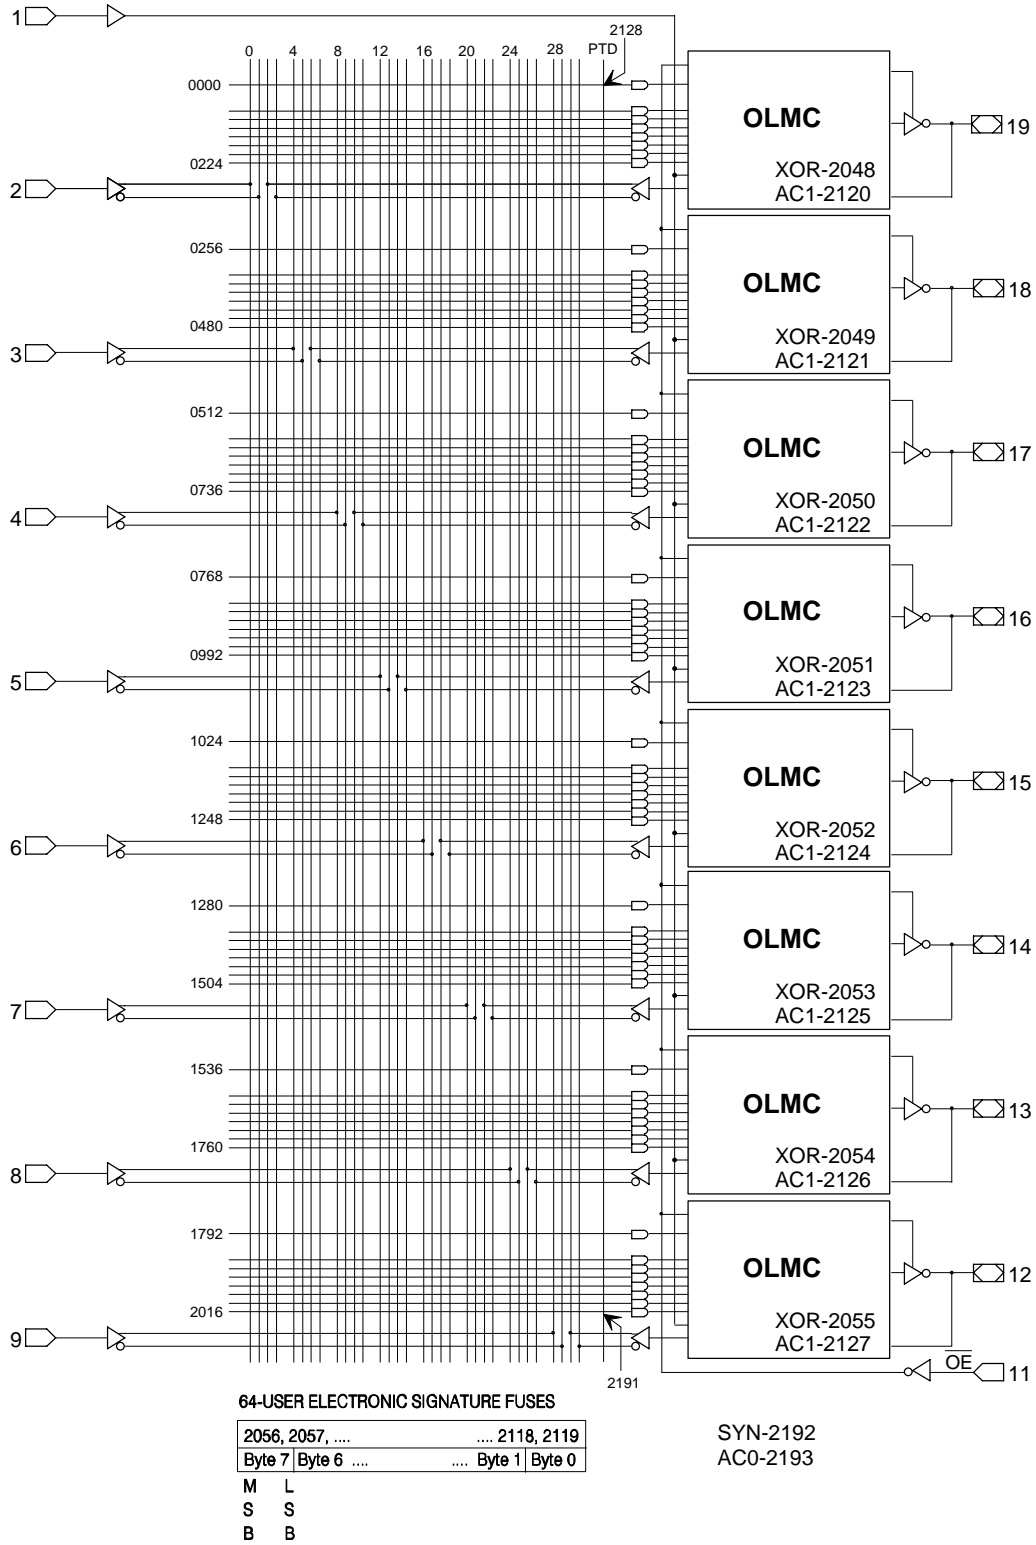 1
2128
0 4 8 12 16 20 24 28 PTD
0000
OLMC
19
0224
XOR-2048
AC1-2120
2
0256
OLMC
18
0480
XOR-2049
AC1-2121
3
0512
OLMC
17
0736
XOR-2050
AC1-2122
4
0768
OLMC
16
0992
XOR-2051
AC1-2123
5
1024
OLMC
15
1248
XOR-2052
AC1-2124
6
1280
OLMC
14
1504
XOR-2053
AC1-2125
7
1536
OLMC
13
1760
XOR-2054
AC1-2126
8
1792
OLMC
12
2016
XOR-2055
AC1-2127
9
OE
11
2191
64-USER ELECTRONIC SIGNATURE FUSES
2056, 2057, .... .... 2118, 2119
Byte 7 Byte 6 .... .... Byte 1 Byte 0
M L
S S
B B
SYN-2192
AC0-2193